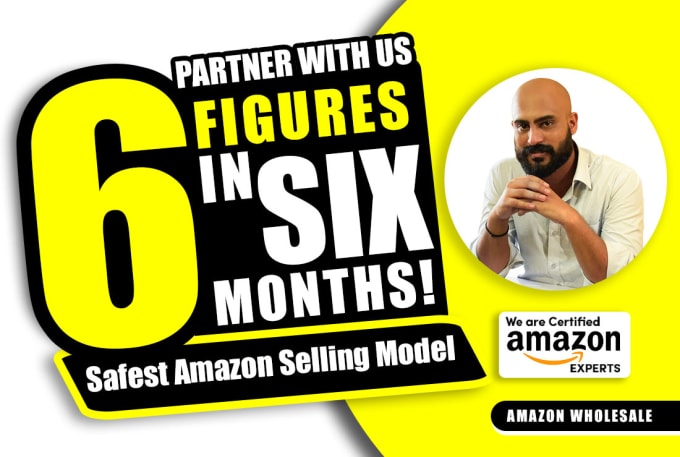 PARTNER WITH US
6 FIGURES
IN SIX
MONTHS!
Safest Amazon Selling Model
We are Certified
amazon
EXPERTS
AMAZON WHOLESALE